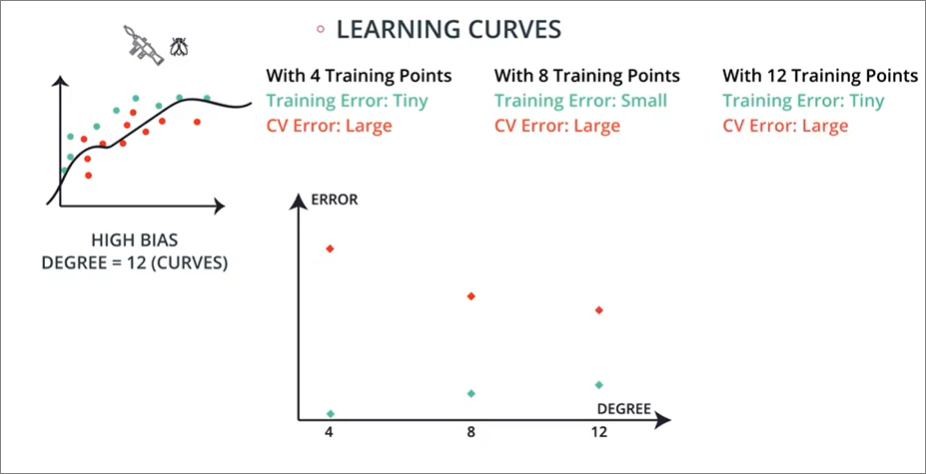 LEARNING CURVES
With 4 Training Points
Training Error: Tiny
CV Error: Large
With 8 Training Points
Training Error: Small
CV Error: Large
With 12 Training Points
Training Error: Tiny
CV Error: Large
HIGH BIAS
DEGREE = 12 (CURVES)
ERROR
DEGREE
4 8 12